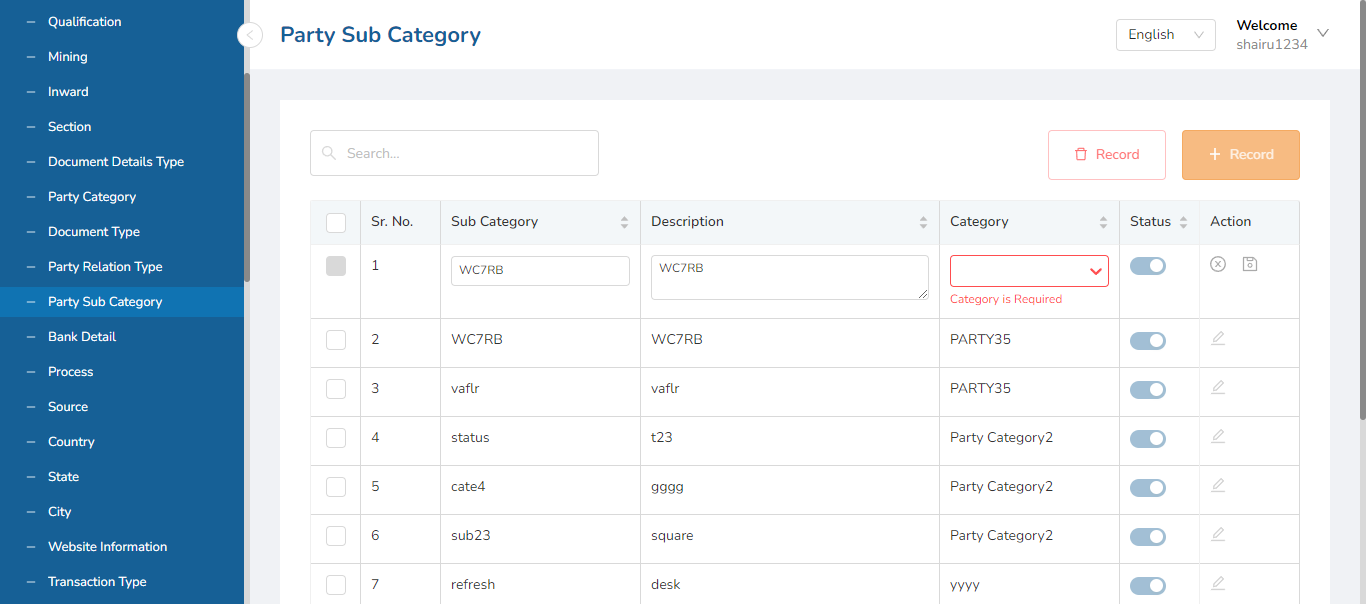 Qualification
Mining
Inward
Section
Document Details Type
Party Category
Document Type
Party Relation Type
Party Sub Category
Bank Detail
Process
Source
Country
State
City
Website Information
Transaction Type
Party Sub Category
English
Welcome
shairu1234
Search...
Record
+ Record
Sr. No. Sub Category Description Category Status Action
1 WC7RB WC7RB
Category is Required
2 WC7RB WC7RB PARTY35
3 vaflr vaflr PARTY35
4 status t23 Party Category2
5 cate4 gggg Party Category2
6 sub23 square Party Category2
7 refresh desk yyyy